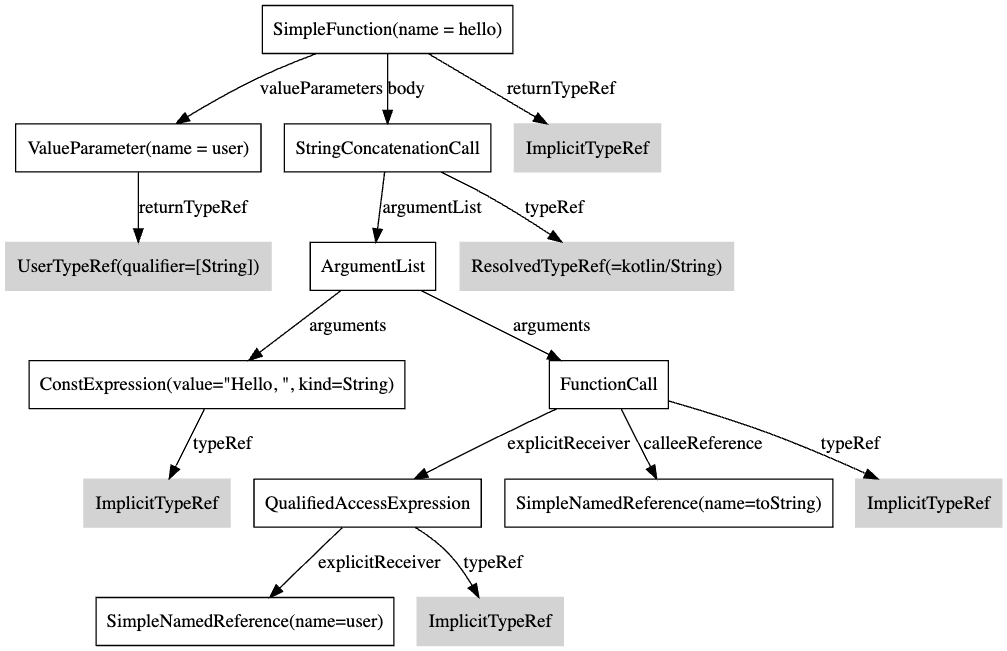 SimpleFunction(name = hello)
valueParameters
body
returnTypeRef
ValueParameter(name = user)
StringConcatenationCall
ImplicitTypeRef
returnTypeRef
argumentList
typeRef
UserTypeRef(qualifier=[String])
ArgumentList
ResolvedTypeRef(=kotlin/String)
arguments
arguments
ConstExpression(value="Hello, ", kind=String)
FunctionCall
typeRef
explicitReceiver
calleeReference
typeRef
ImplicitTypeRef
QualifiedAccessExpression
SimpleNamedReference(name=toString)
ImplicitTypeRef
explicitReceiver
typeRef
SimpleNamedReference(name=user)
ImplicitTypeRef